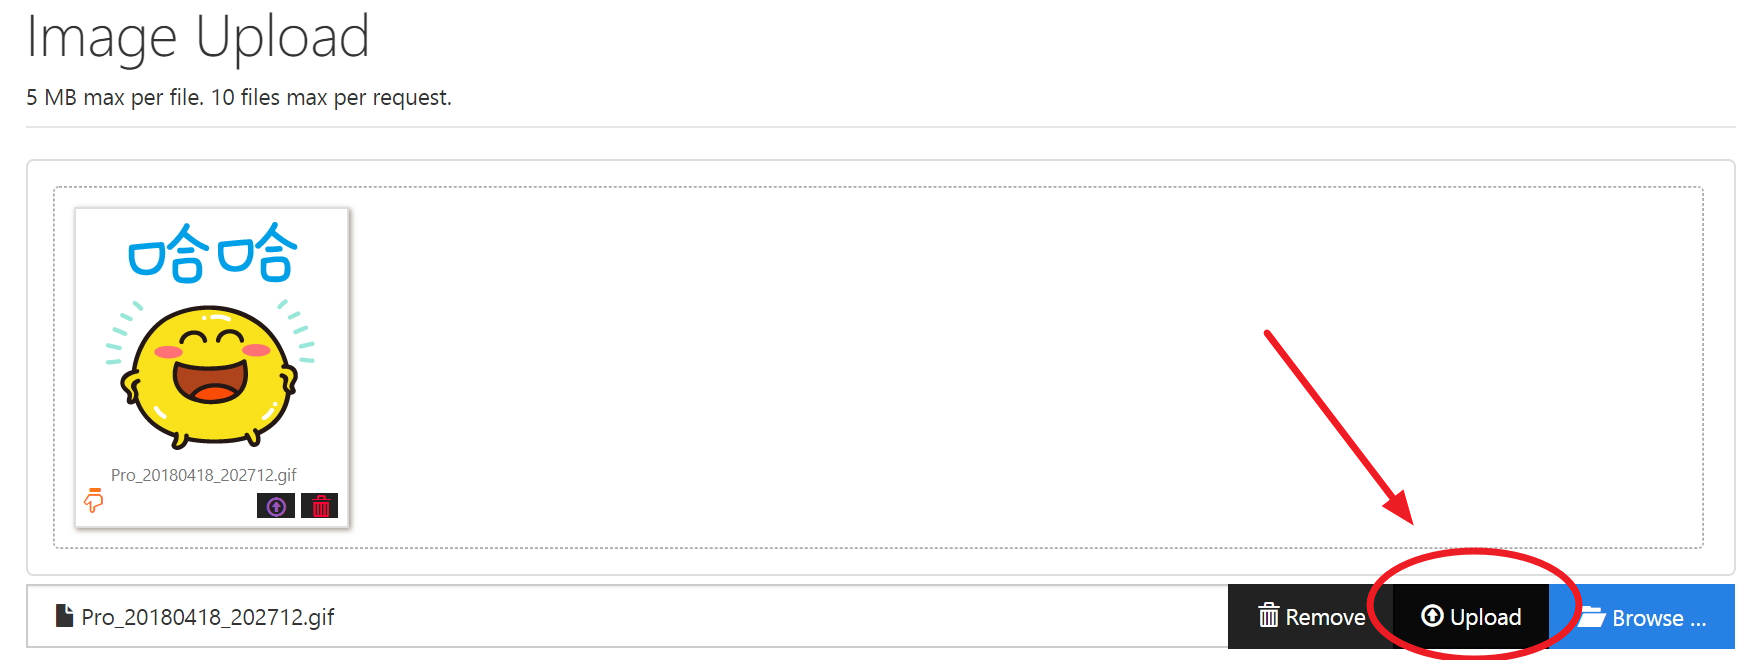 Image Upload
5 MB max per file. 10 files max per request.
哈哈
Pro_20180418_202712.gif
Pro_20180418_202712.gif
Remove
Upload
Browse ...